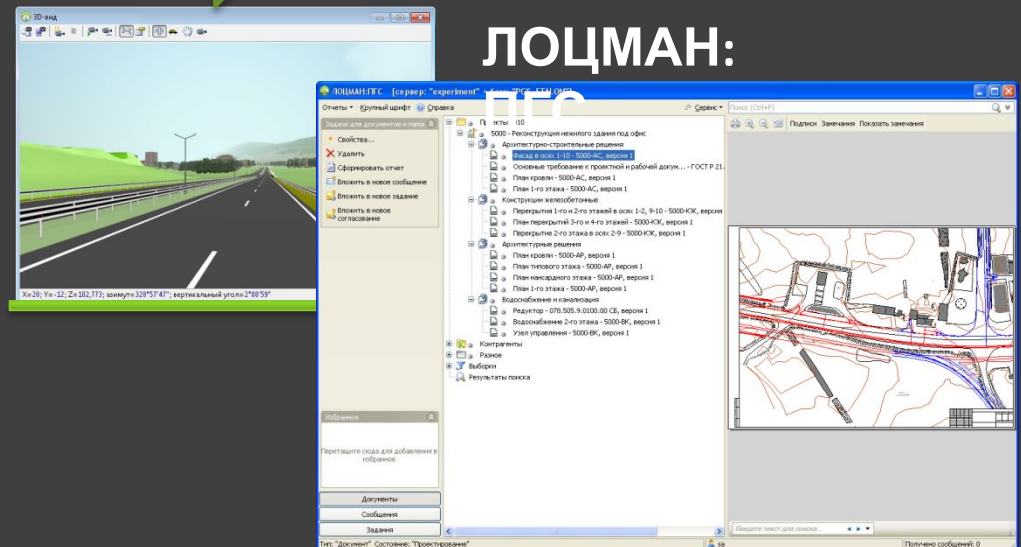 3D-вид
ЛОЦМАН:
ПГС
X=20; Y=-12; Z=102,773; азимут=320°57'47"; вертикальный угол=2°08'59"
ЛОЦМАН:ПГС [сервер: "experiment"
Отчеты Крупный шрифт Справка
Сервис
Поиск (Ctrl+F)
Подписи Замечания Показать замечания
Задачи для документов и папок
Свойства...
Удалить
Сформировать отчет
Вложить в новое сообщение
Вложить в новое задание
Вложить в новое
согласование
5000 - Реконструкция нежилого здания под офис
Архитектурно-строительные решения
Фасад в осях 1-10 - 5000-АС, версия 1
Основные требование к проектной и рабочей докум... - ГОСТ Р 21.
План кровли - 5000-АС, версия 1
План 1-го этажа - 5000-АС, версия 1
Конструкции железобетонные
Перекрытия 1-го и 2-го этажей в осях 1-2, 9-10 - 5000-КЖ, версия
План перекрытий 3-го и 4-го этажей - 5000-КЖ, версия 1
Перекрытие 2-го этажа в осях 2-9 - 5000-КЖ, версия 1
Архитектурные решения
План кровли - 5000-АР, версия 1
План типового этажа - 5000-АР, версия 1
План мансардного этажа - 5000-АР, версия 1
План 1-го этажа - 5000-АР, версия 1
Водоснабжение и канализация
Редуктор - 078.505.9.0100.00 СБ, версия 1
Водоснабжение 2-го этажа - 5000-ВК, версия 1
Узел управления - 5000-ВК, версия 1
Контрагенты
Разное
Выборки
Результаты поиска
Избранное
Перетащите сюда для добавления в
избранное
Документы
Сообщения
Задания
Введите текст для поиска...
Тип: "Документ" Состояние: "Проектирование"
sa
Получено сообщений: 0